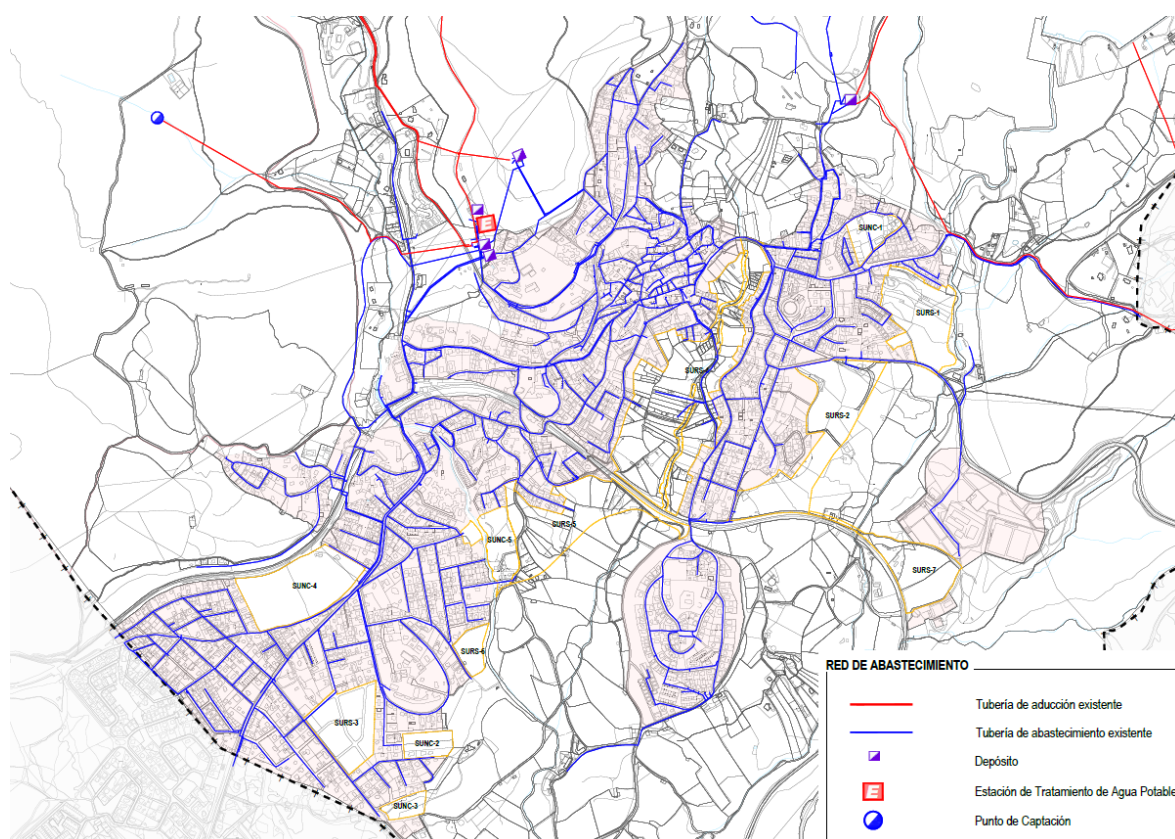 E
SUNC-1
SURS-1
SURS-4
SURS-2
SURS-5
SUNC-5
SUNC-4
SURS-7
SURS-6
SURS-3
SUNC-2
SUNC-3
RED DE ABASTECIMIENTO
Tubería de aducción existente
Tubería de abastecimiento existente
Depósito
E Estación de Tratamiento de Agua Potable
Punto de Captación